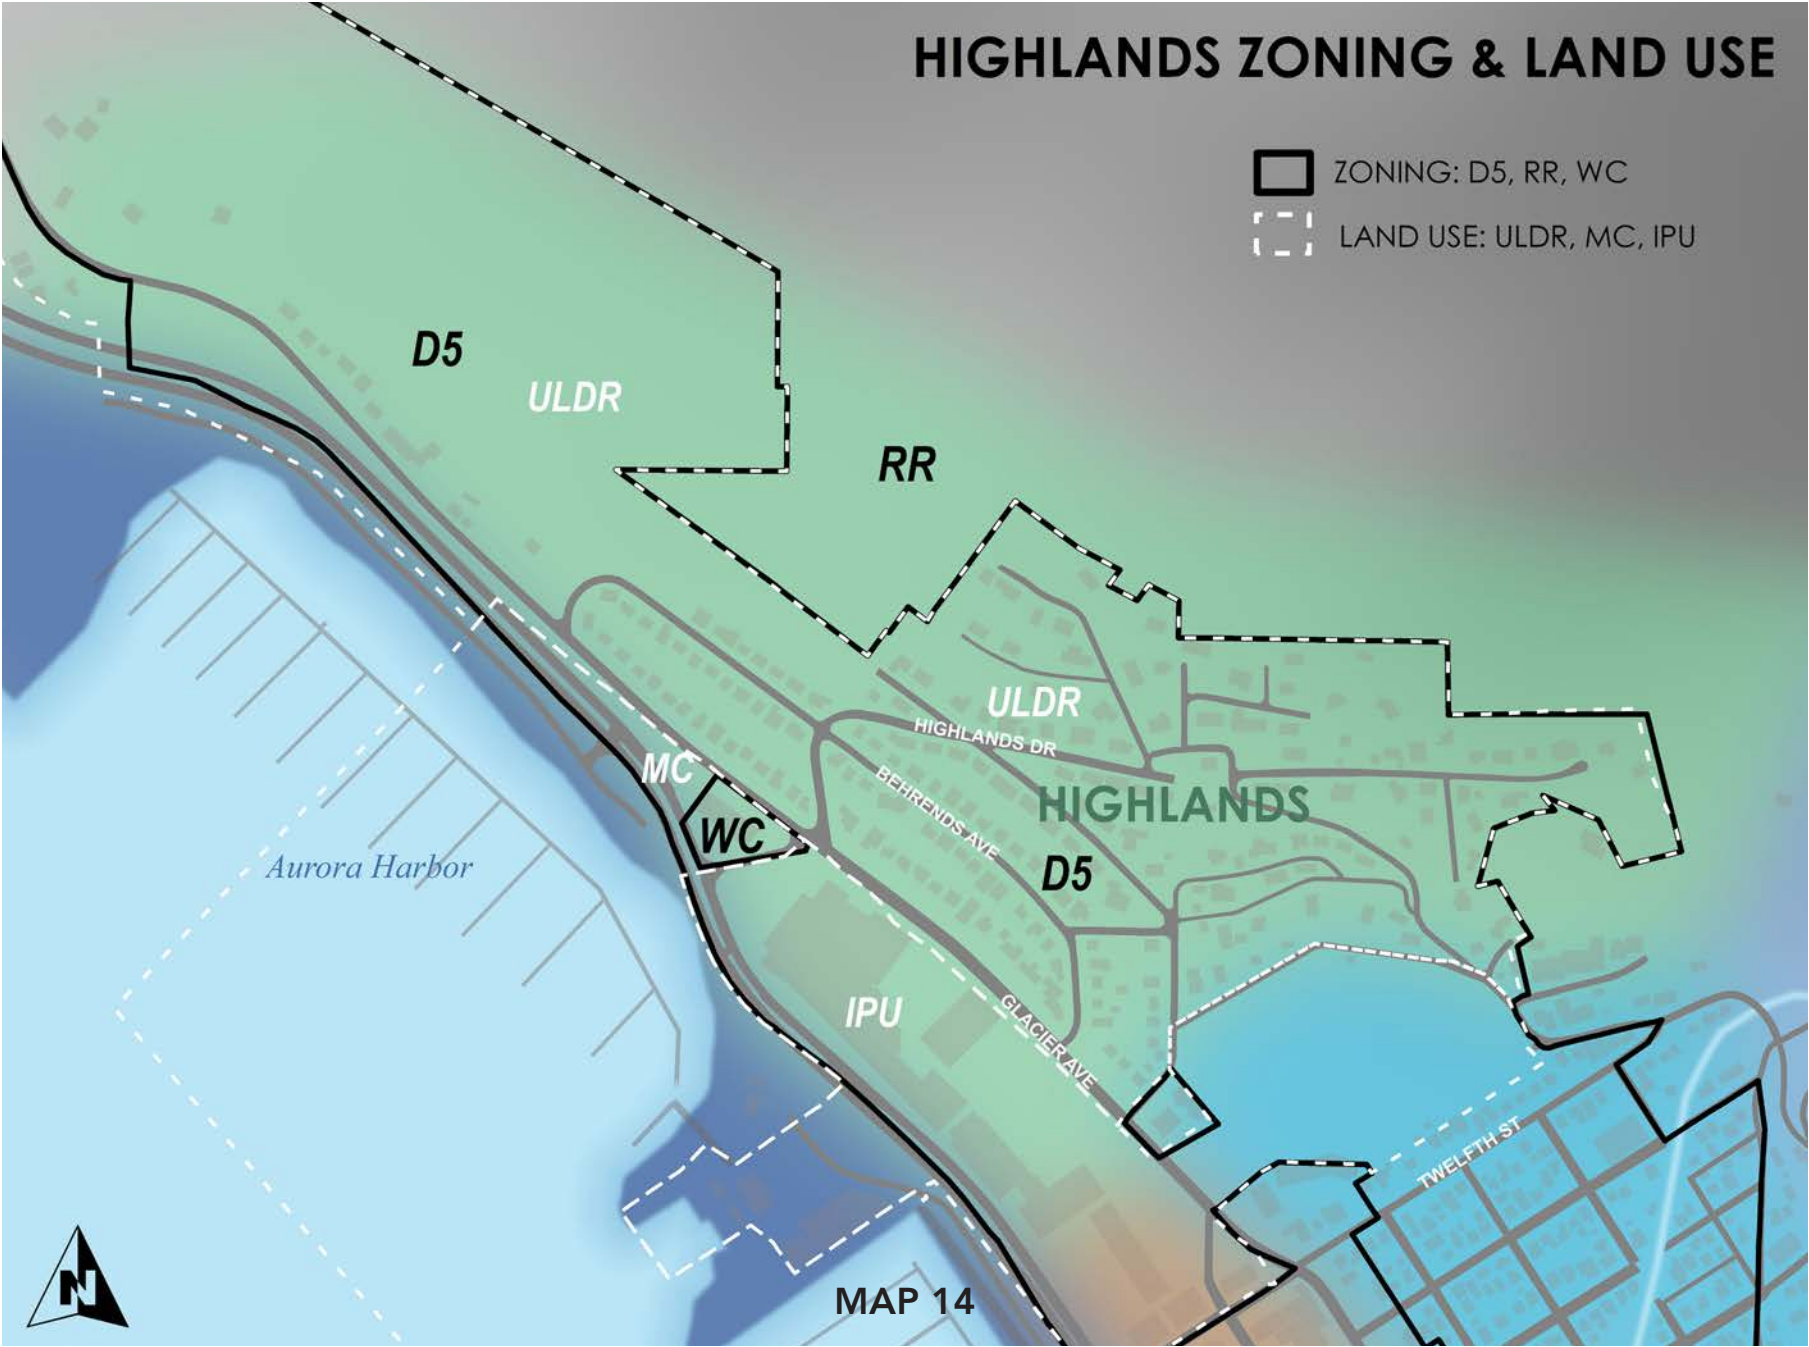 HIGHLANDS ZONING & LAND USE
ZONING: D5, RR, WC
LAND USE: ULDR, MC, IPU
D5
ULDR
RR
ULDR
HIGHLANDS DR
MC
BEHRENDS AVE
HIGHLANDS
WC
D5
Aurora Harbor
IPU
GLACIER AVE
TWELFTH ST
N
MAP 14